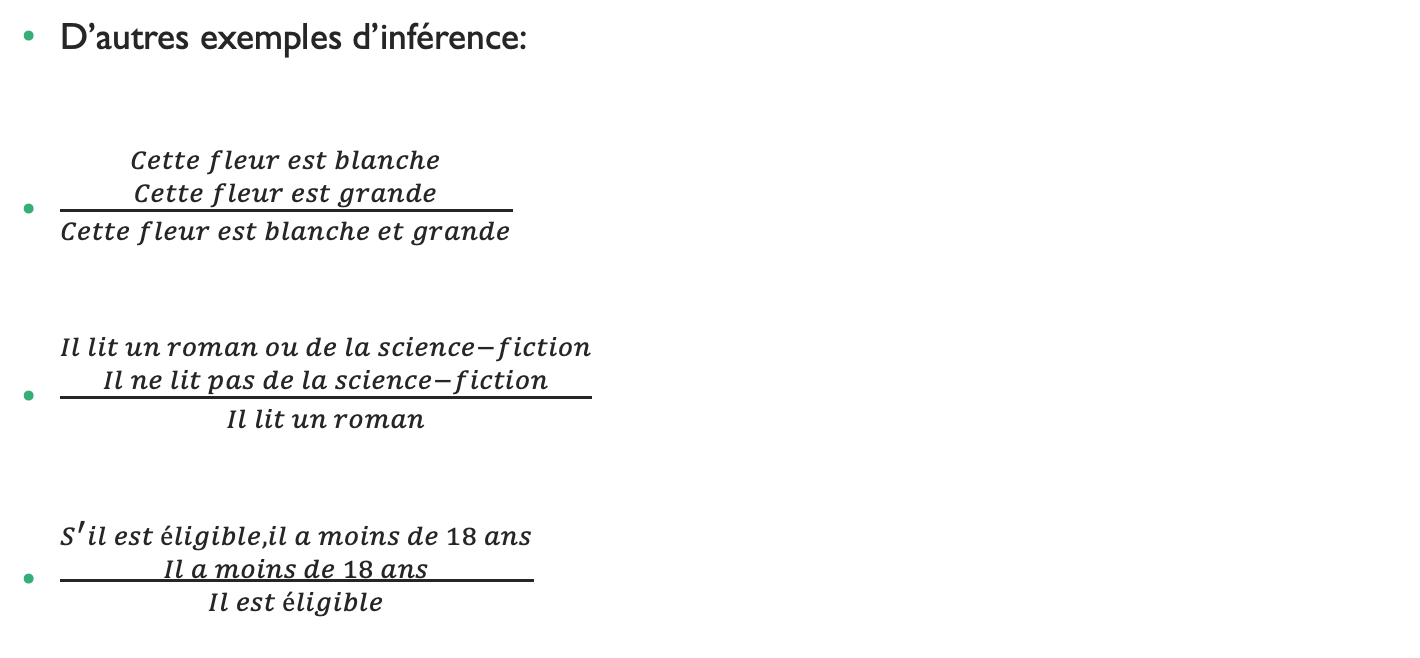 D’autres exemples d’inférence:
Cette fleur est blanche
Cette fleur est grande
Cette fleur est blanche et grande
Il lit un roman ou de la science−fiction
Il ne lit pas de la science−fiction
Il lit un roman
S′il est éligible,il a moins de 18 ans
Il a moins de 18 ans
Il est éligible